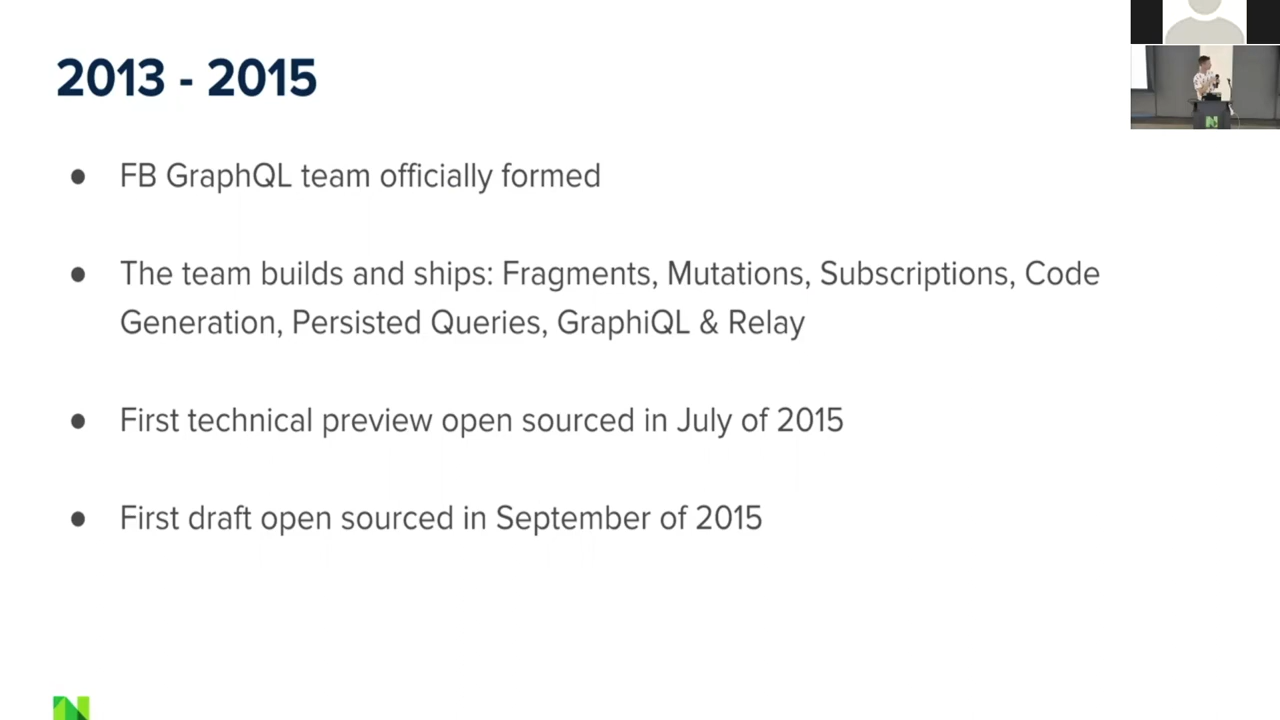 2013 - 2015
● FB GraphQL team officially formed
● The team builds and ships: Fragments, Mutations, Subscriptions, Code
Generation, Persisted Queries, GraphiQL & Relay
● First technical preview open sourced in July of 2015
● First draft open sourced in September of 2015